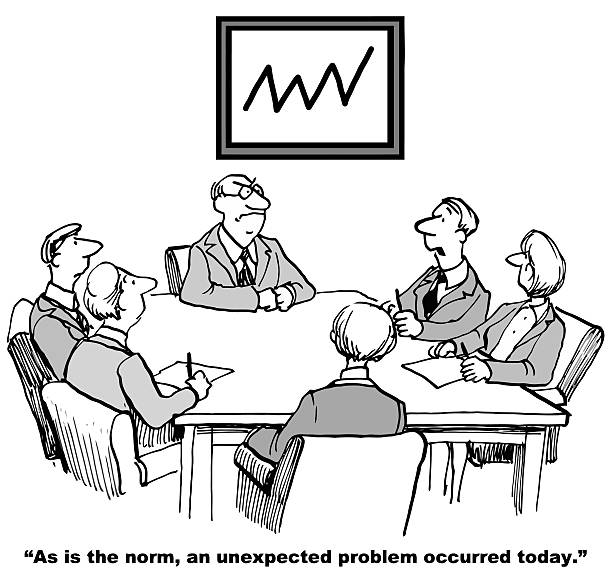 “As is the norm, an unexpected problem occurred today.”